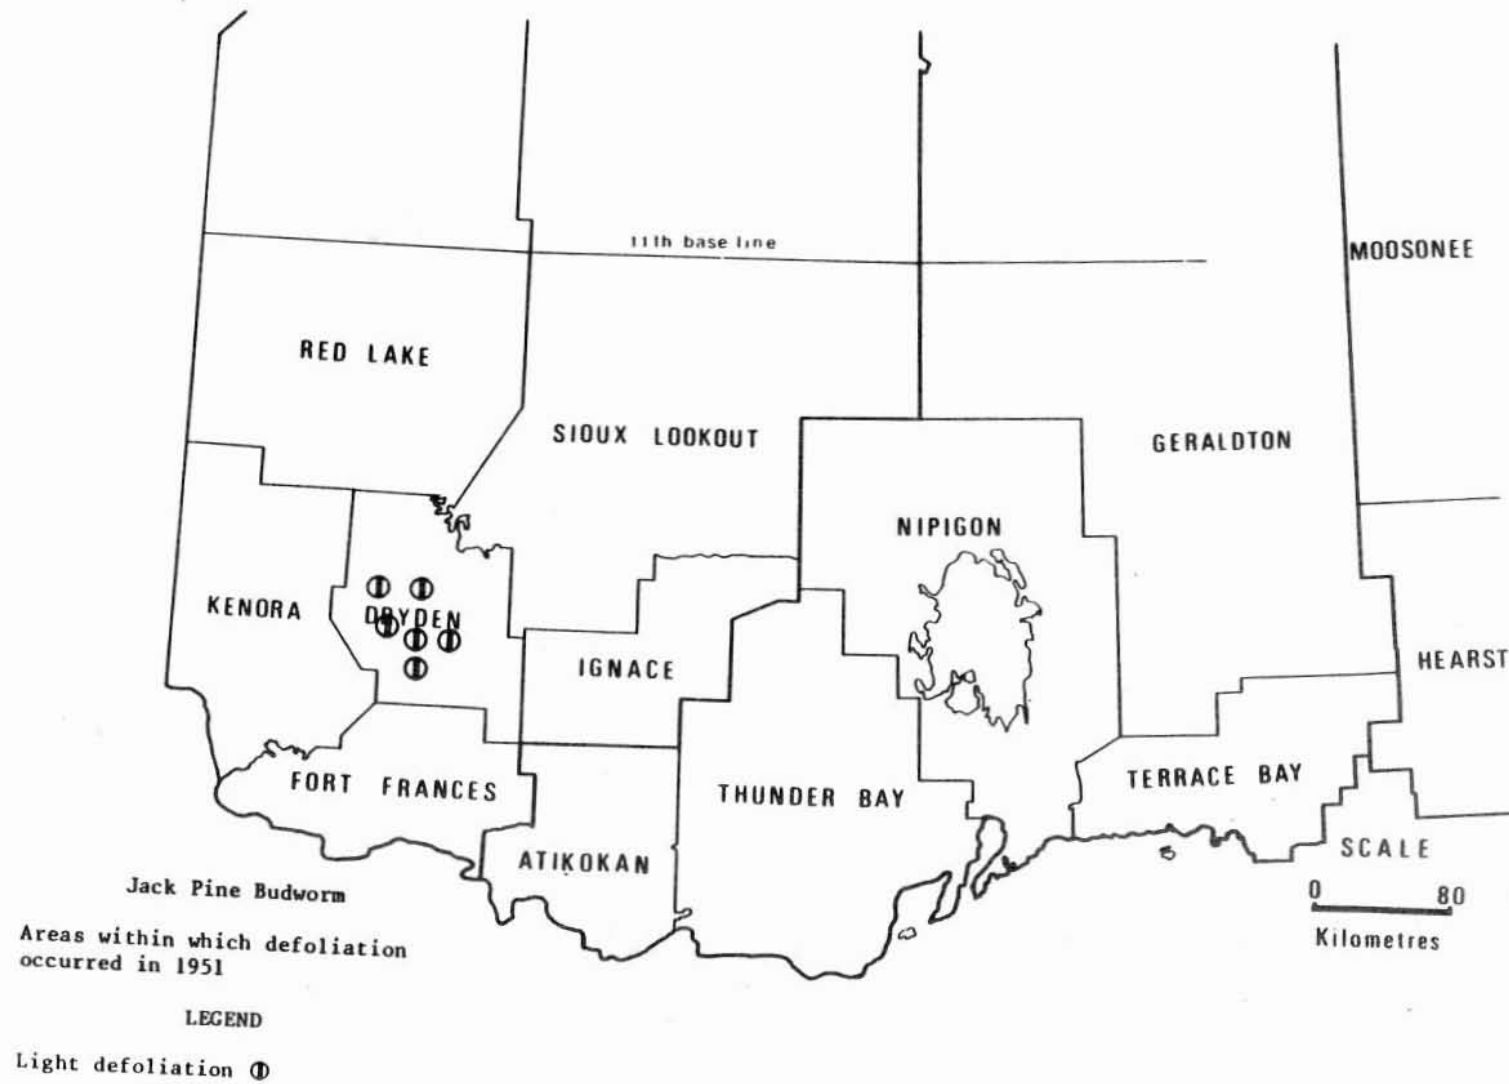 11th base line
MOOSONEE
RED LAKE
SIOUX LOOKOUT
GERALDTON
NIPIGON
KENORA
DRYDEN
IGNACE
HEARST
FORT FRANCES
THUNDER BAY
TERRACE BAY
ATIKOKAN
SCALE
0 80
Kilometres
Jack Pine Budworm
Areas within which defoliation
occurred in 1951
LEGEND
Light defoliation